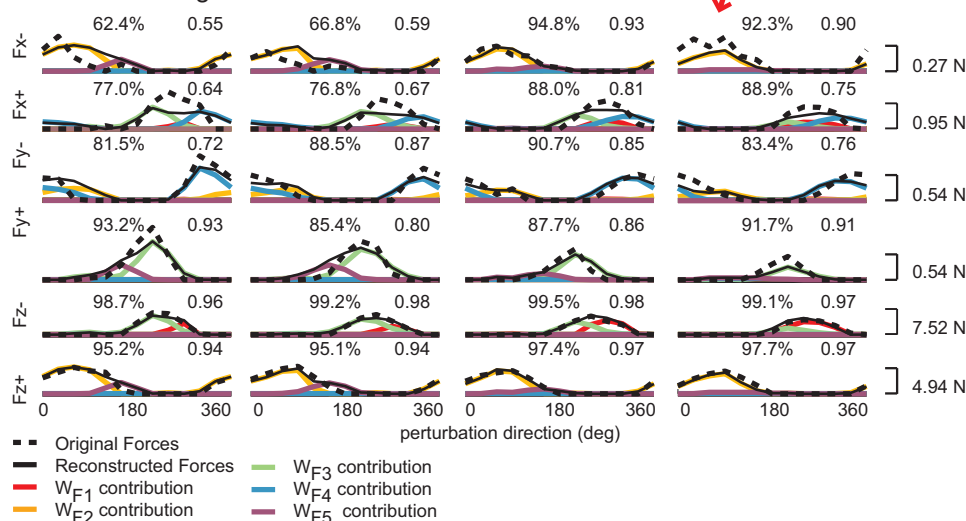 Fx-
62.4% 0.55 66.8% 0.59 94.8% 0.93 92.3% 0.90
0.27 N
Fx+
77.0% 0.64 76.8% 0.67 88.0% 0.81 88.9% 0.75
0.95 N
Fy-
81.5% 0.72 88.5% 0.87 90.7% 0.85 83.4% 0.76
0.54 N
Fy+
93.2% 0.93 85.4% 0.80 87.7% 0.86 91.7% 0.91
0.54 N
Fz-
98.7% 0.96 99.2% 0.98 99.5% 0.98 99.1% 0.97
7.52 N
Fz+
95.2% 0.94 95.1% 0.94 97.4% 0.97 97.7% 0.97
4.94 N
0 180 360 0 180 360 0 180 360 0 180 360
perturbation direction (deg)
Original Forces
Reconstructed Forces
WF1 contribution
WF2 contribution
WF3 contribution
WF4 contribution
WF5 contribution